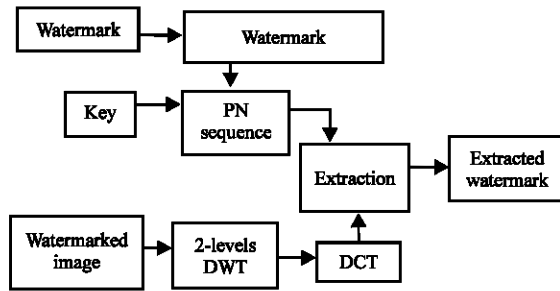 Watermark
Watermark
Key
PN
sequence
Extraction
Extracted
watermark
Watermarked
image
2-levels
DWT
DCT